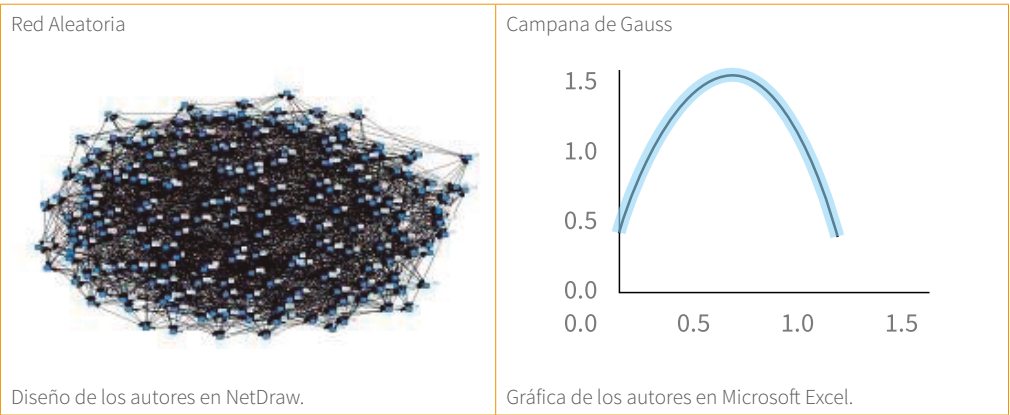 Red Aleatoria
Diseño de los autores en NetDraw.
Campana de Gauss
1.5
1.0
0.5
0.0
0.0 0.5 1.0 1.5
Gráfica de los autores en Microsoft Excel.